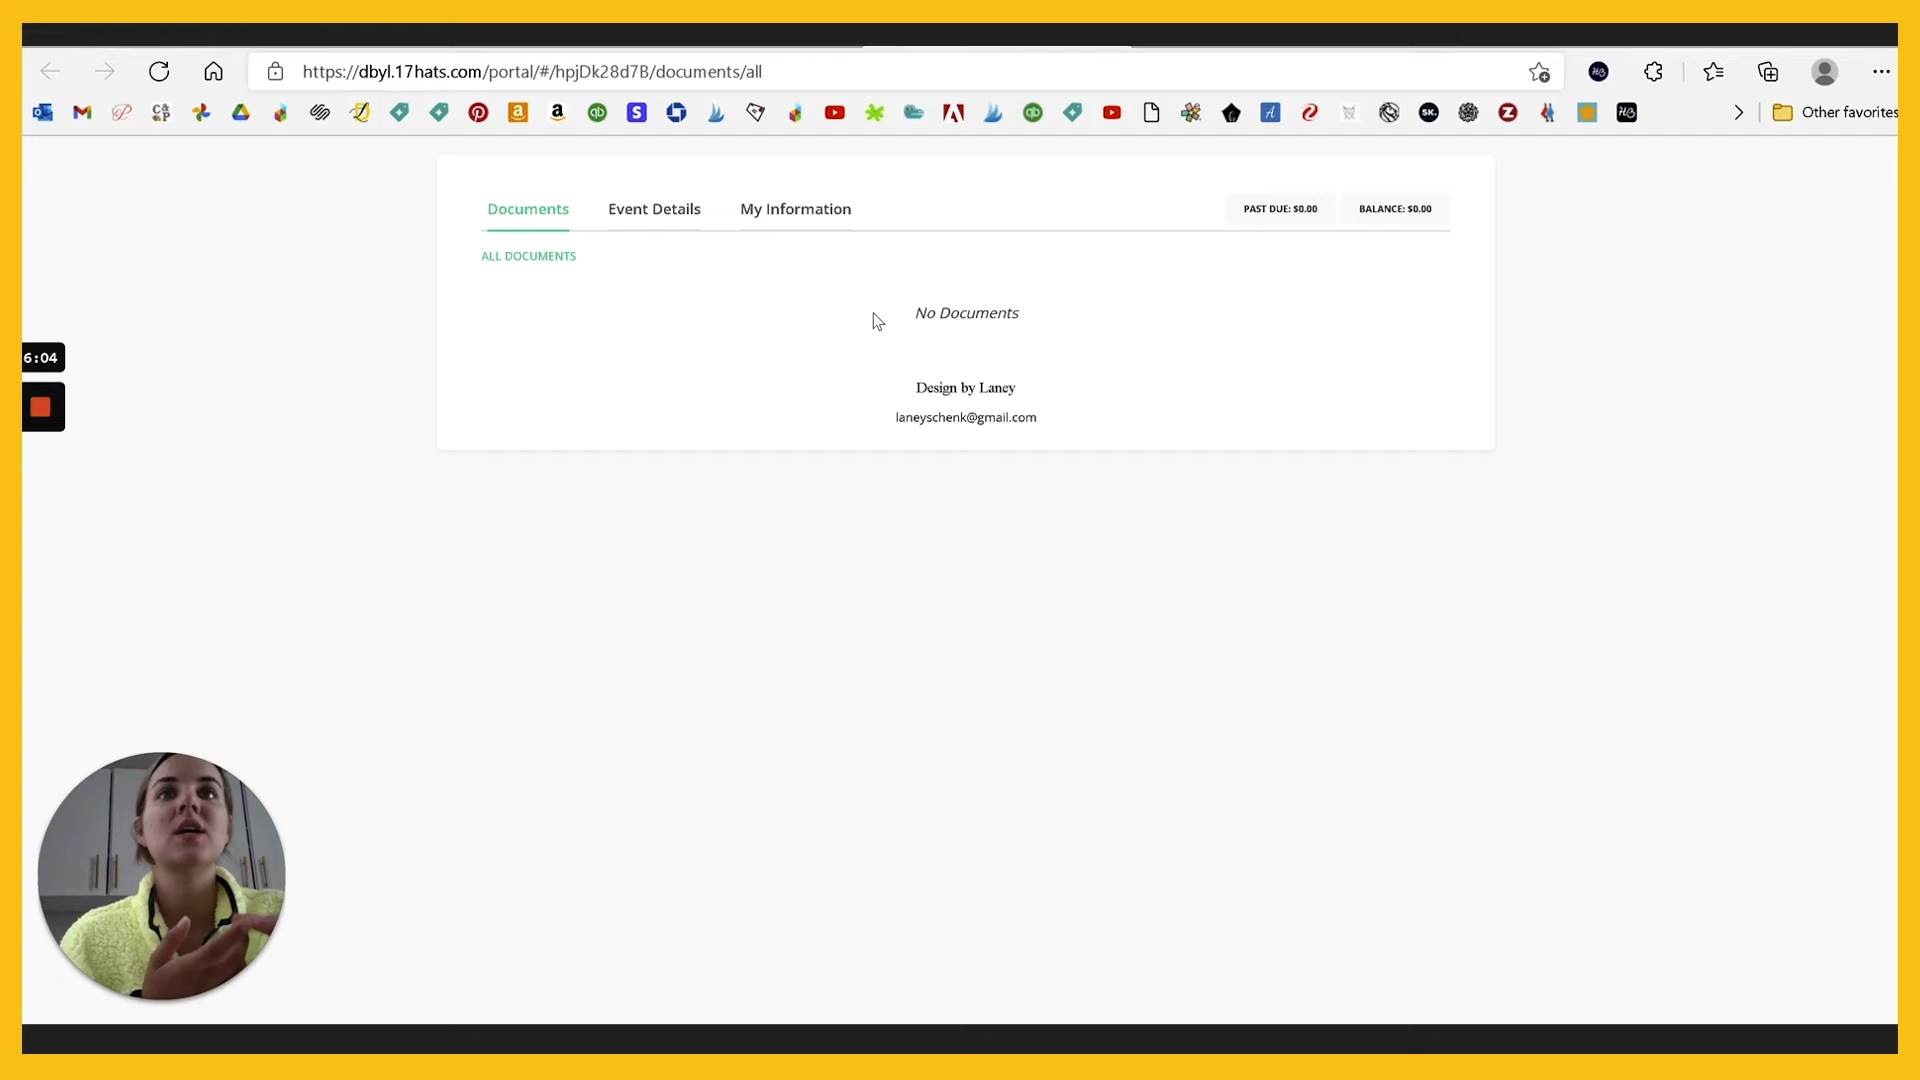 https://dbyl.17hats.com/portal/#/hpjDk28d7B/documents/all
Other favorites
Documents
Event Details
My Information
PAST DUE: $0.00
BALANCE: $0.00
ALL DOCUMENTS
No Documents
6:04
Design by Laney
laneyschenk@gmail.com